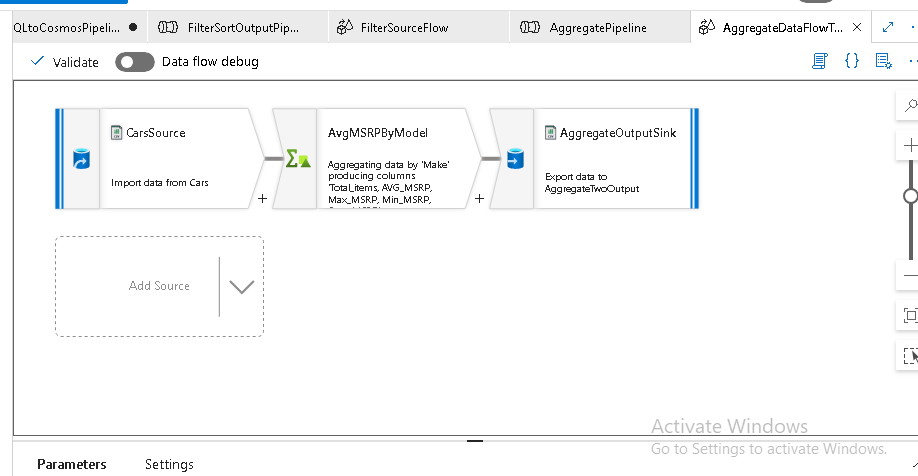 QLtoCosmosPipeli...
FilterSortOutputPip...
FilterSourceFlow
AggregatePipeline
AggregateDataFlowT...
Validate
Data flow debug
CarsSource
Import data from Cars
AvgMSRPByModel
Aggregating data by 'Make'
producing columns
'Total_items, AVG_MSRP,
Max_MSRP, Min_MSRP,
AggregateOutputSink
Export data to
AggregateTwoOutput
Add Source
Activate Windows
Go to Settings to activate Windows.
Parameters
Settings